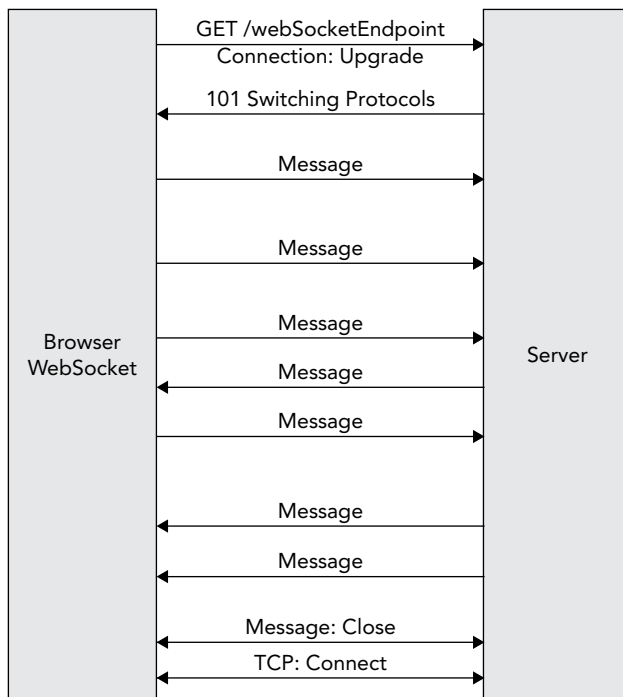 GET /webSocketEndpoint
Connection: Upgrade
101 Switching Protocols
Message
Message
Message
Browser
WebSocket
Server
Message
Message
Message
Message
Message: Close
TCP: Connect